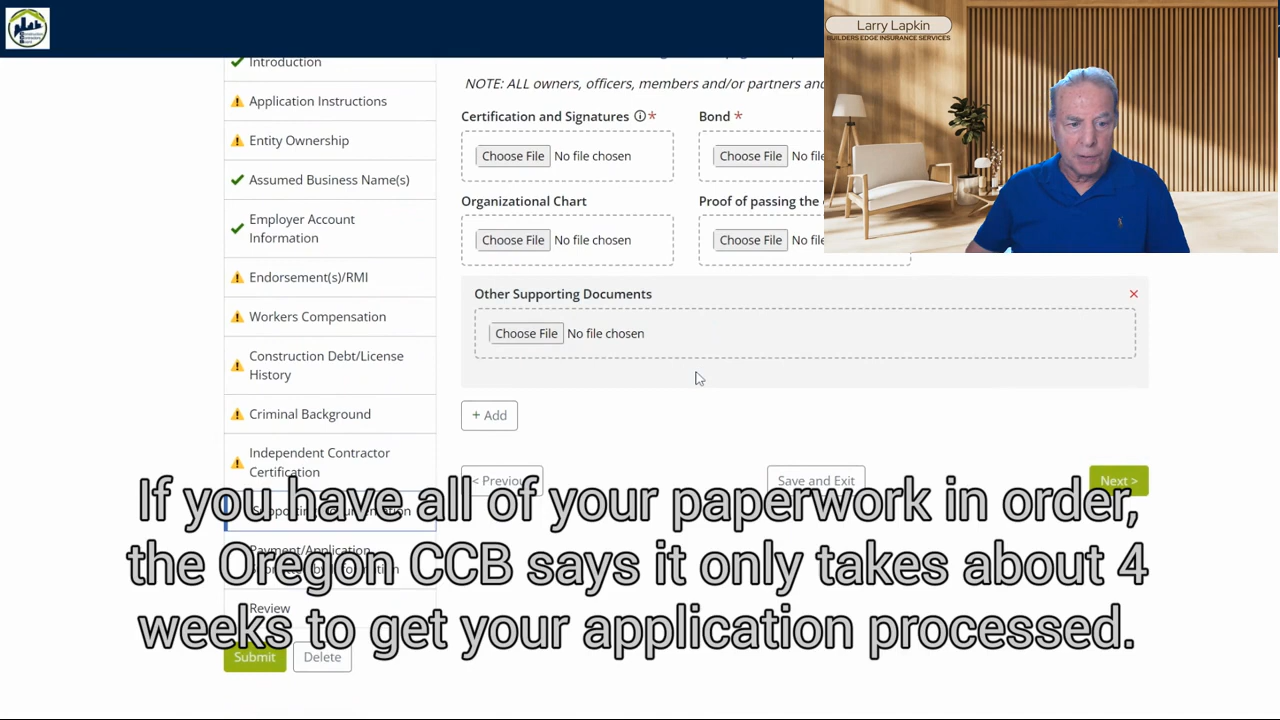 Larry Lapkin
BUILDERS EDGE INSURANCE SERVICES
Introduction
Application Instructions
Entity Ownership
Assumed Business Name(s)
Employer Account
Information
Endorsement(s)/RMI
Workers Compensation
Construction Debt/License
History
Criminal Background
Independent Contractor
Certification
Payment/Application
Review
Submit
Delete
NOTE: ALL owners, officers, members and/or partners and
Certification and Signatures *
Bond *
Choose File No file chosen
Choose File No
Organizational Chart
Proof of passing the
Choose File No file chosen
Choose File No
Other Supporting Documents
Choose File No file chosen
+ Add
< Previous
Save and Exit
Next >
If you have all of your paperwork in order,
the Oregon CCB says it only takes about 4
weeks to get your application processed.